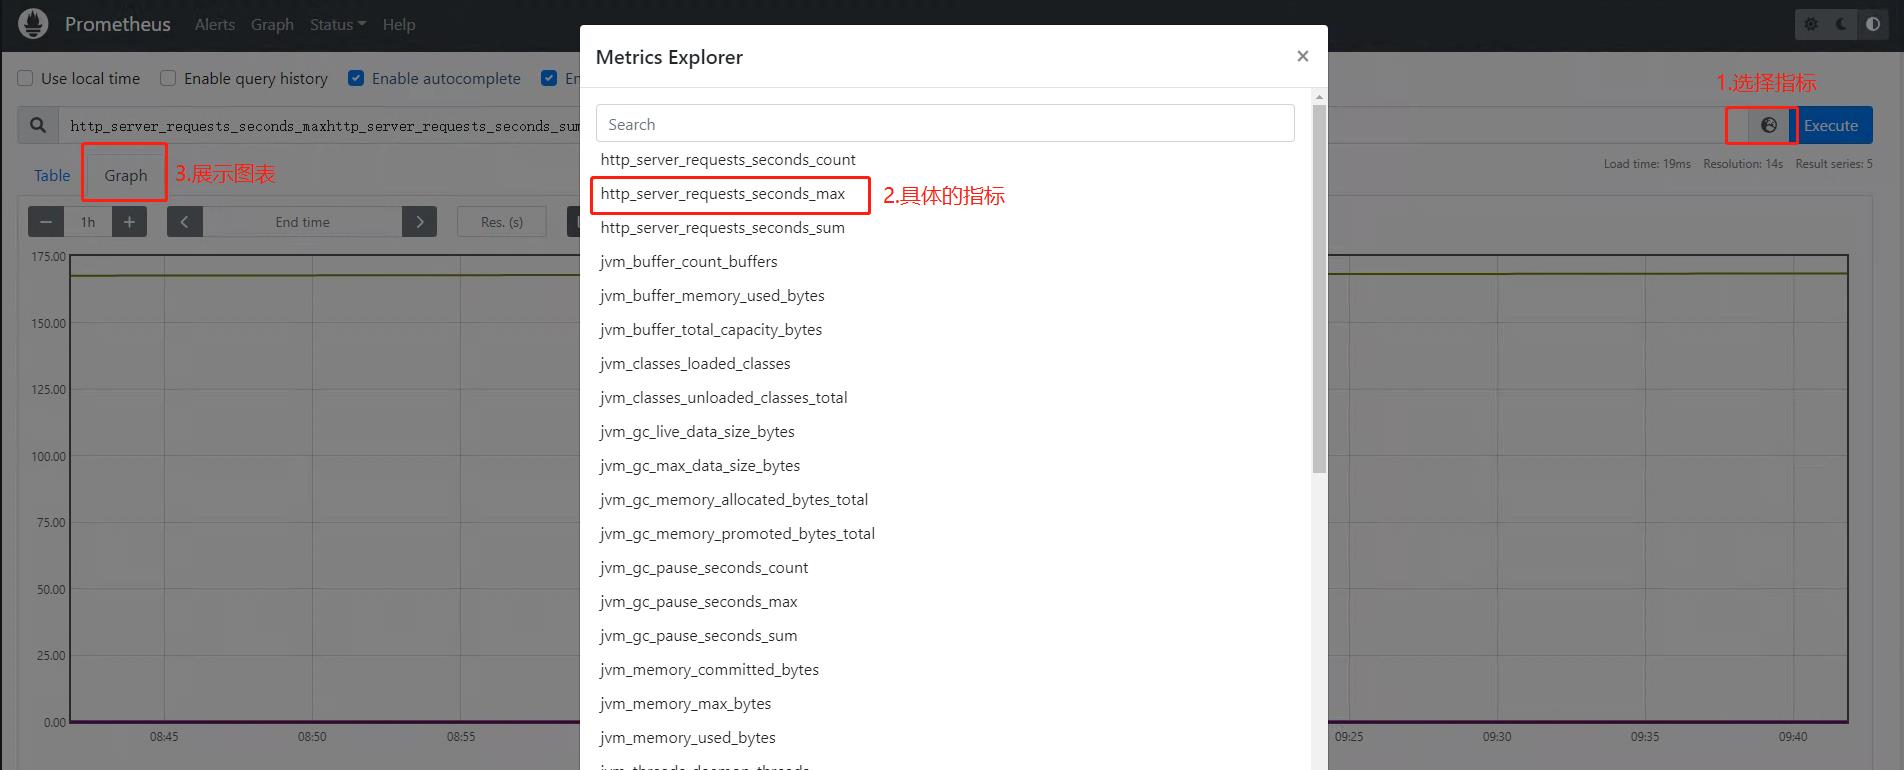 Prometheus Alerts Graph Status Help
Metrics Explorer
×
Use local time Enable query history Enable autocomplete
1.选择指标
Search
http_server_requests_seconds_maxhttp_server_requests_seconds_sum
Execute
http_server_requests_seconds_count
Load time: 19ms Resolution: 14s Result series: 5
Table Graph 3.展示图表
http_server_requests_seconds_max 2.具体的指标
− 1h + End time Res. (s)
http_server_requests_seconds_sum
jvm_buffer_count_buffers
jvm_buffer_memory_used_bytes
jvm_buffer_total_capacity_bytes
jvm_classes_loaded_classes
jvm_classes_unloaded_classes_total
jvm_gc_live_data_size_bytes
jvm_gc_max_data_size_bytes
jvm_gc_memory_allocated_bytes_total
jvm_gc_memory_promoted_bytes_total
jvm_gc_pause_seconds_count
jvm_gc_pause_seconds_max
jvm_gc_pause_seconds_sum
jvm_memory_committed_bytes
jvm_memory_max_bytes
jvm_memory_used_bytes
175.00
150.00
125.00
100.00
75.00
50.00
25.00
0.00
08:45 08:50 08:55 09:25 09:30 09:35 09:40